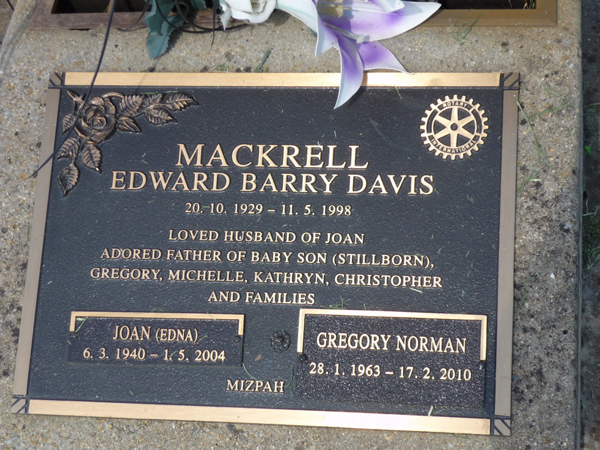 ROTARY
INTERNATIONAL
MACKRELL
EDWARD BARRY DAVIS
20. 10. 1929 – 11. 5. 1998
LOVED HUSBAND OF JOAN
ADORED FATHER OF BABY SON (STILLBORN),
GREGORY, MICHELLE, KATHRYN, CHRISTOPHER
AND FAMILIES
JOAN (EDNA)
6. 3. 1940 – 1. 5. 2004
GREGORY NORMAN
28. 1. 1963 – 17. 2. 2010
MIZPAH